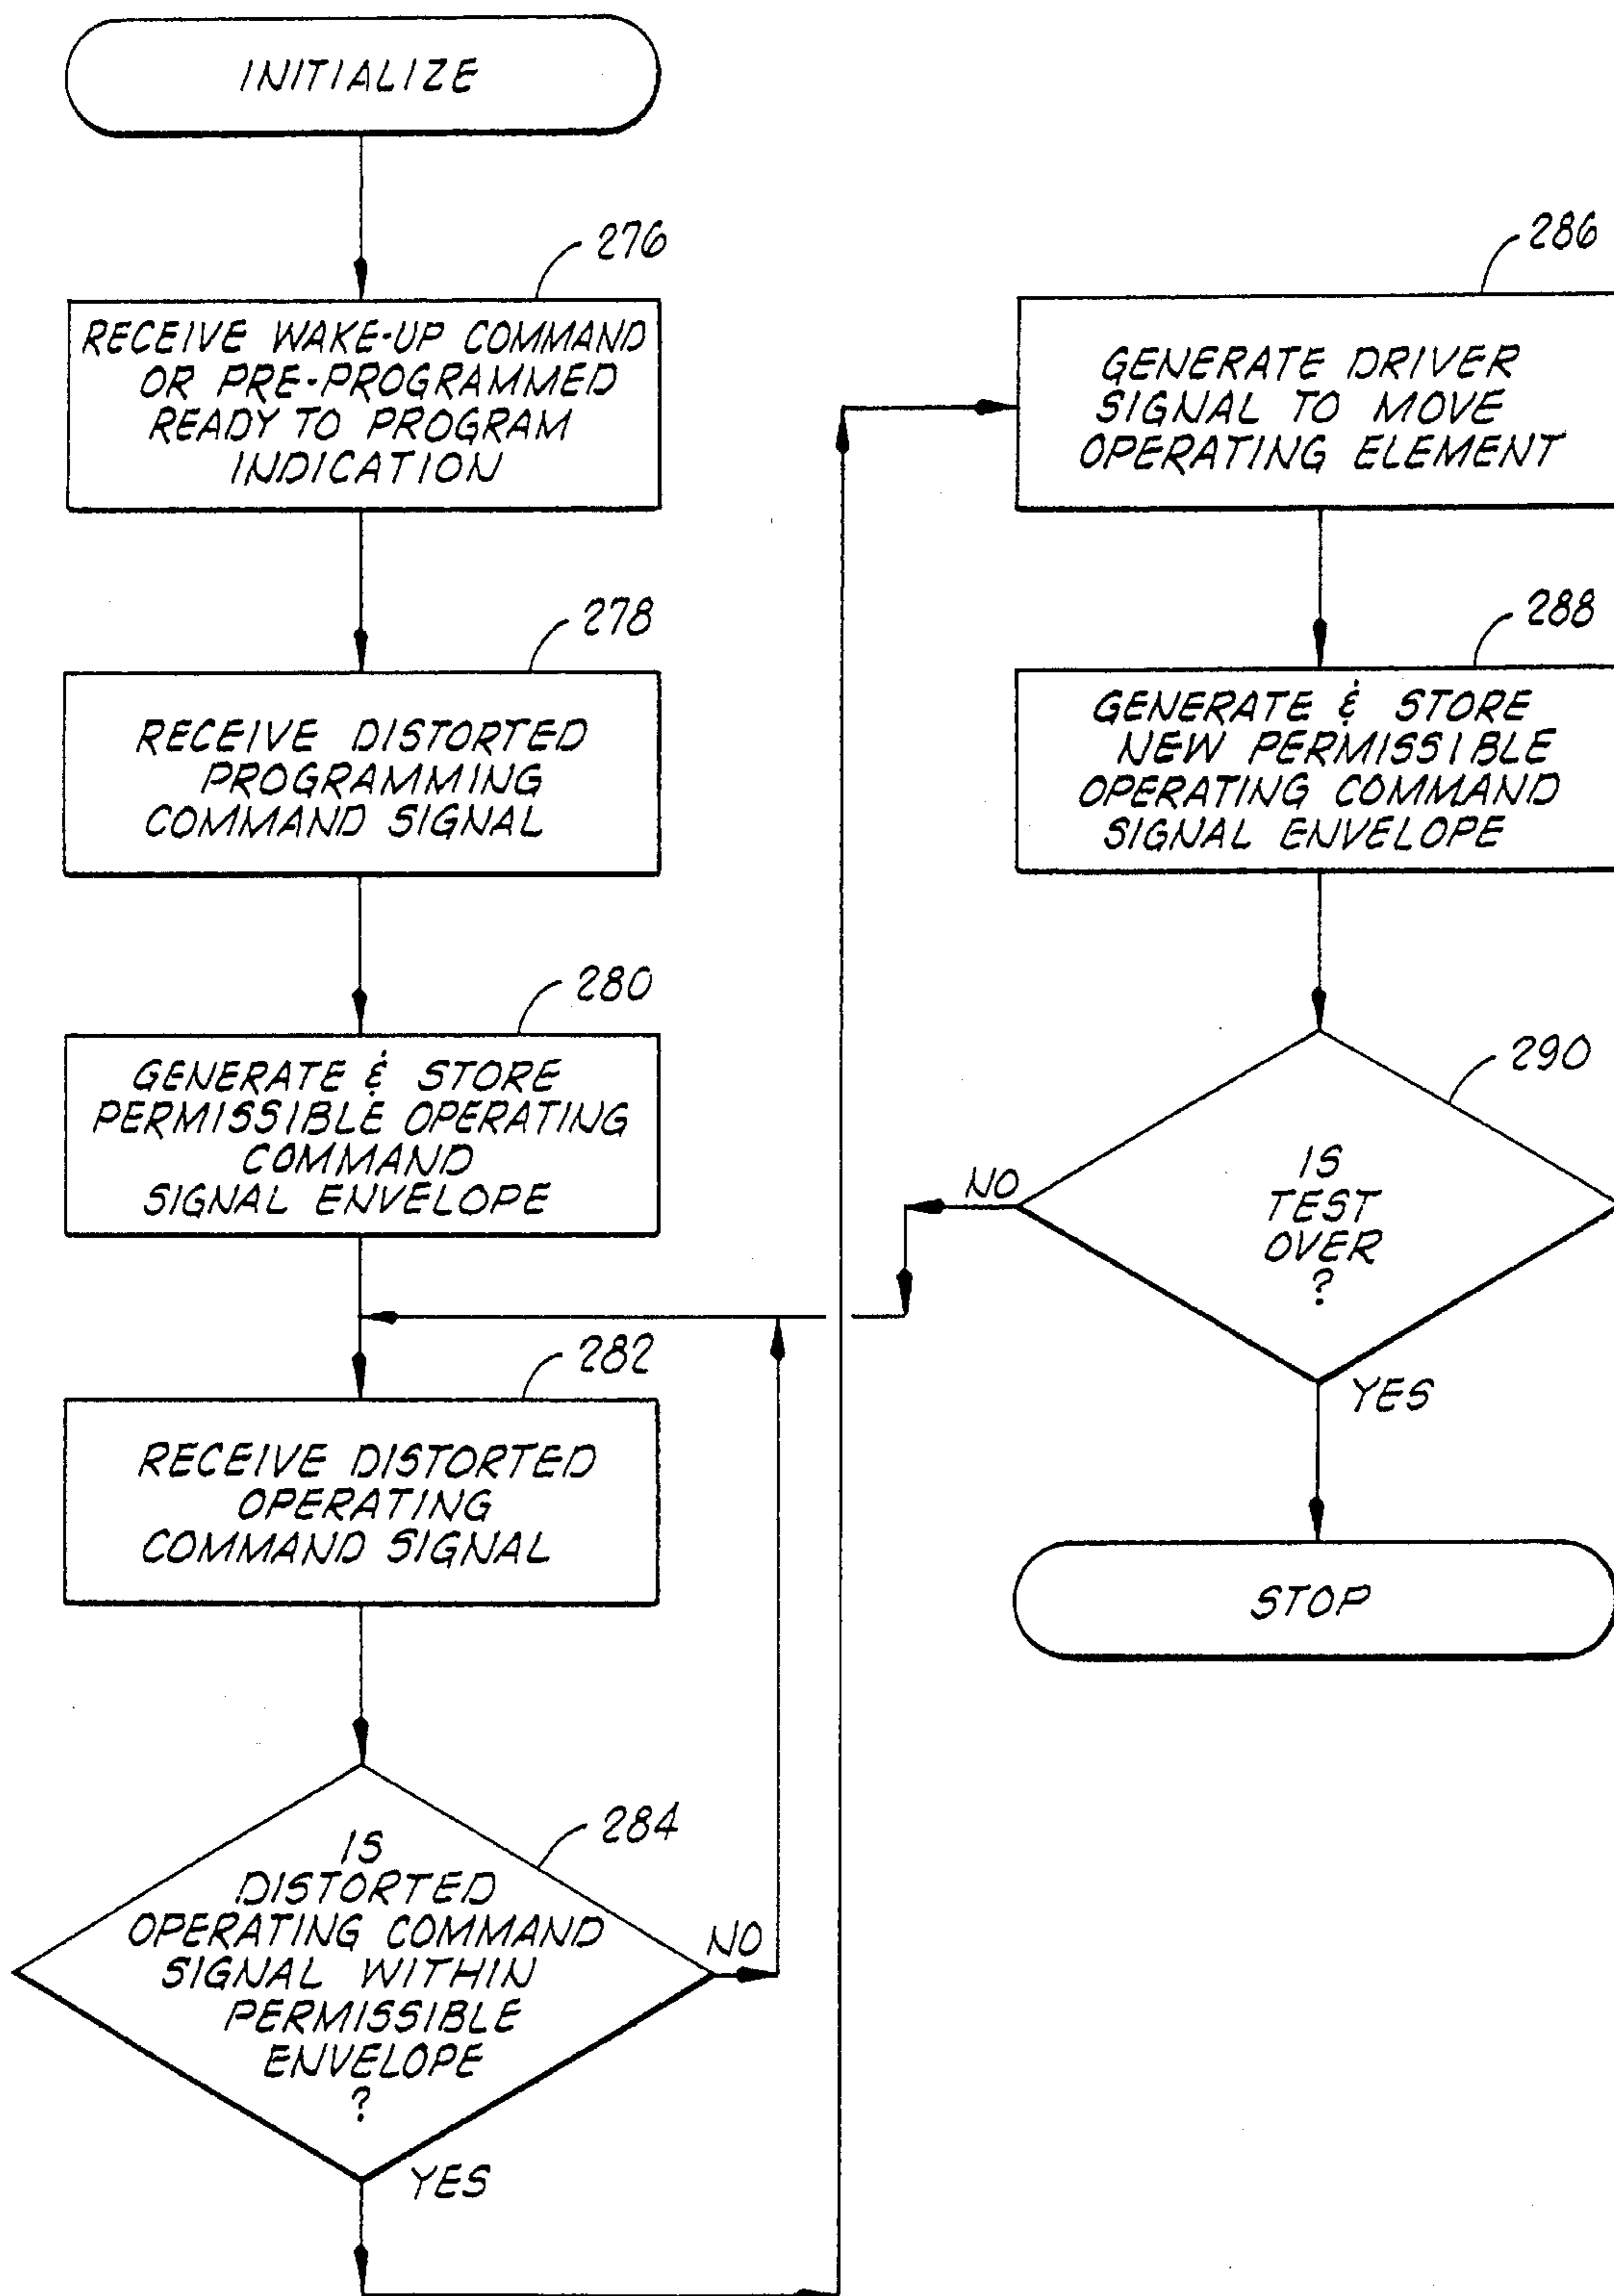 INITIALIZE
276
RECEIVE WAKE-UP COMMAND
OR PRE-PROGRAMMED
READY TO PROGRAM
INDICATION
278
RECEIVE DISTORTED
PROGRAMMING
COMMAND SIGNAL
280
GENERATE & STORE
PERMISSIBLE OPERATING
COMMAND
SIGNAL ENVELOPE
282
RECEIVE DISTORTED
OPERATING
COMMAND SIGNAL
284
IS
DISTORTED
OPERATING COMMAND
SIGNAL WITHIN
PERMISSIBLE
ENVELOPE
?
NO
YES
286
GENERATE DRIVER
SIGNAL TO MOVE
OPERATING ELEMENT
288
GENERATE & STORE
NEW PERMISSIBLE
OPERATING COMMAND
SIGNAL ENVELOPE
290
IS
TEST
OVER
?
NO
YES
STOP